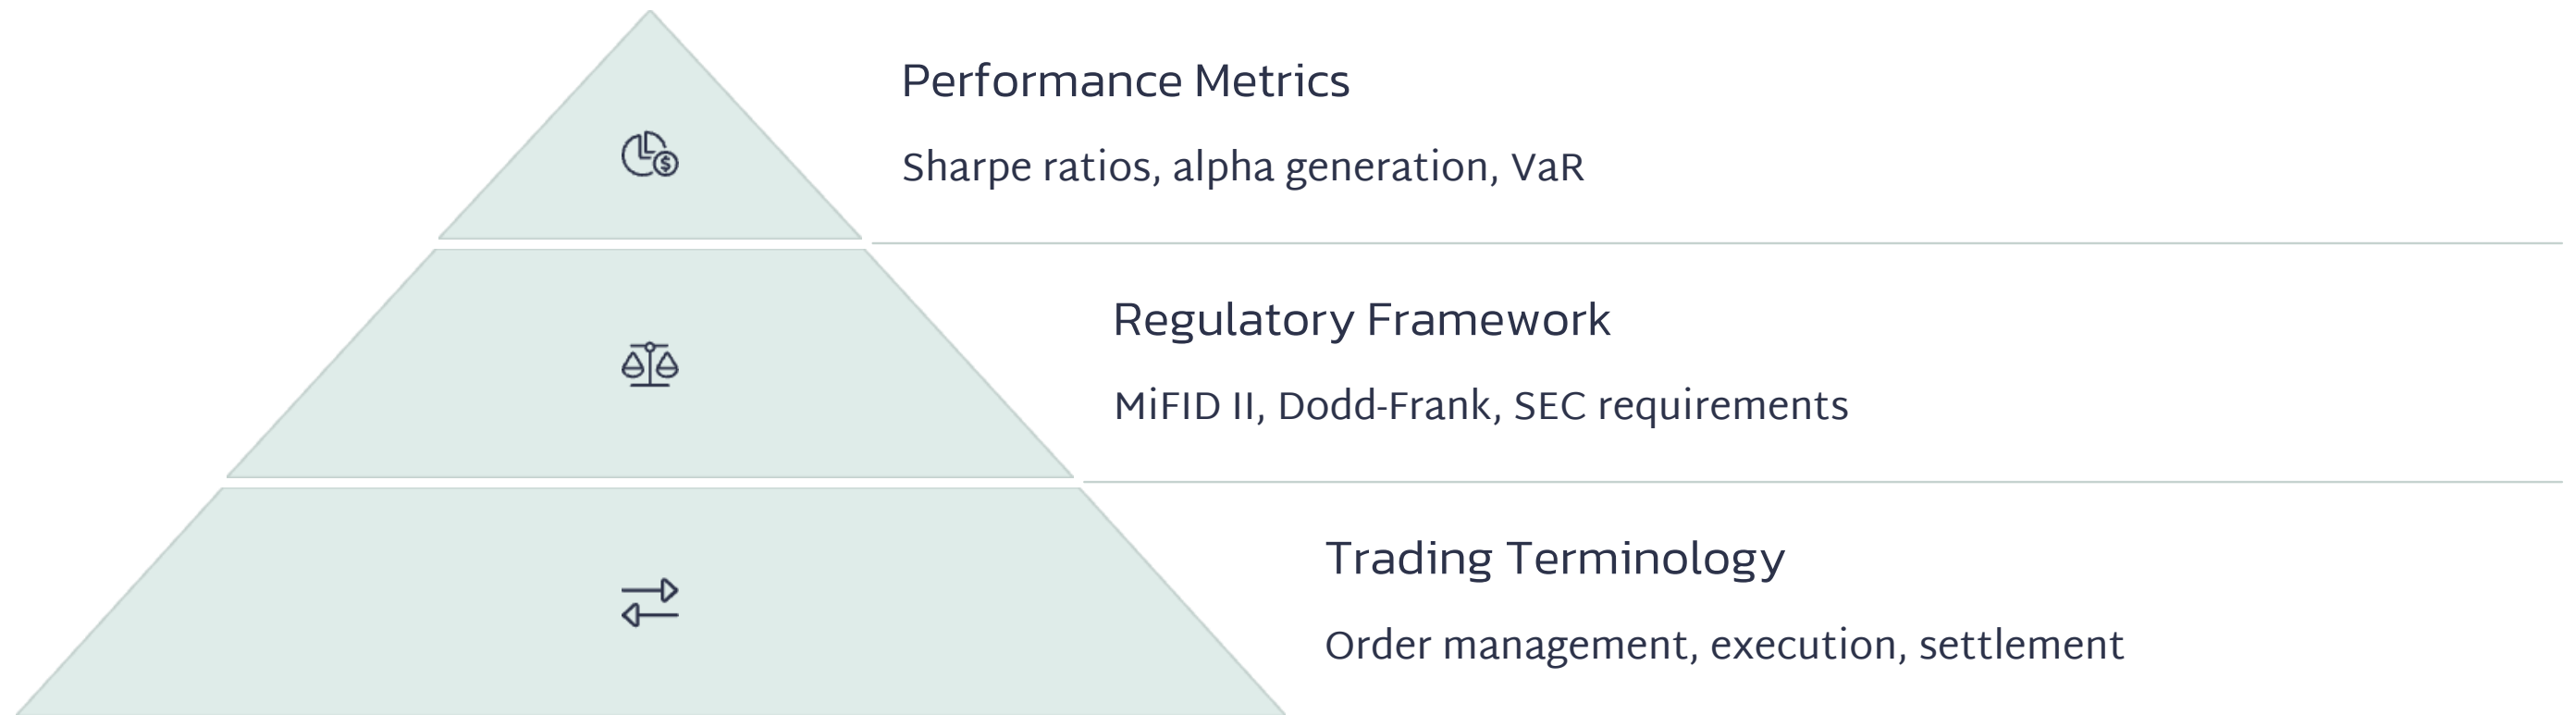 Performance Metrics
Sharpe ratios, alpha generation, VaR
Regulatory Framework
MiFID II, Dodd-Frank, SEC requirements
Trading Terminology
Order management, execution, settlement